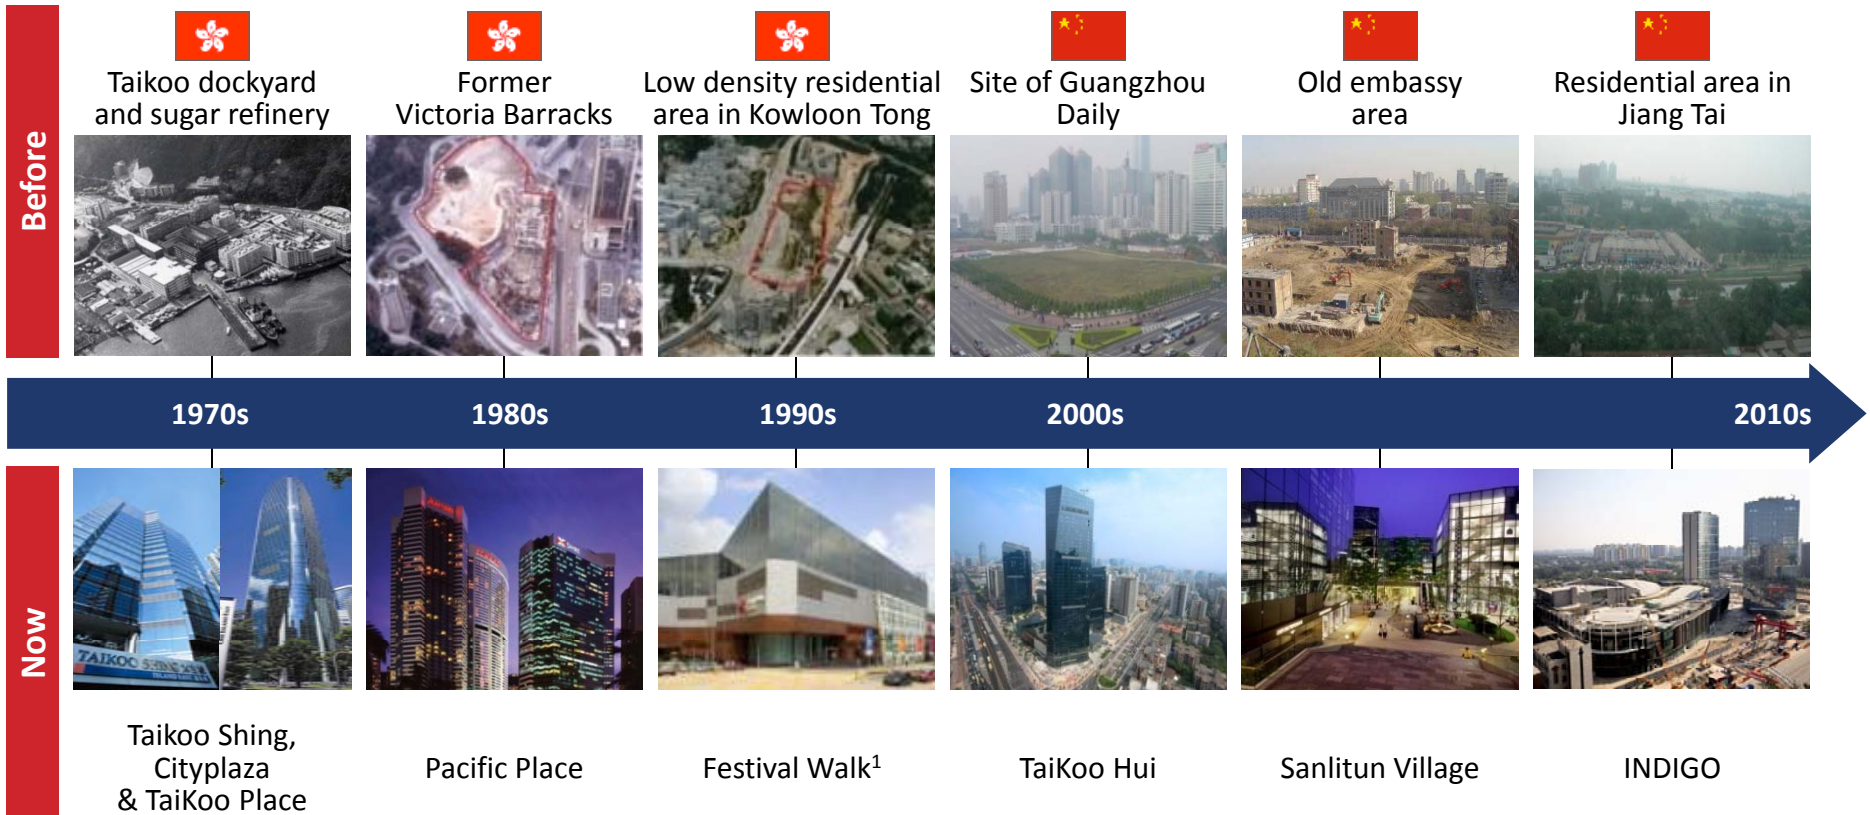 Before
Taikoo dockyard
and sugar refinery
Former
Victoria Barracks
Low density residential
area in Kowloon Tong
Site of Guangzhou
Daily
Old embassy
area
Residential area in
Jiang Tai
1970s
1980s
1990s
2000s
2010s
Now
TAIKOO SHING
Taikoo Shing,
Cityplaza
& TaiKoo Place
Pacific Place
Festival Walk¹
TaiKoo Hui
Sanlitun Village
INDIGO